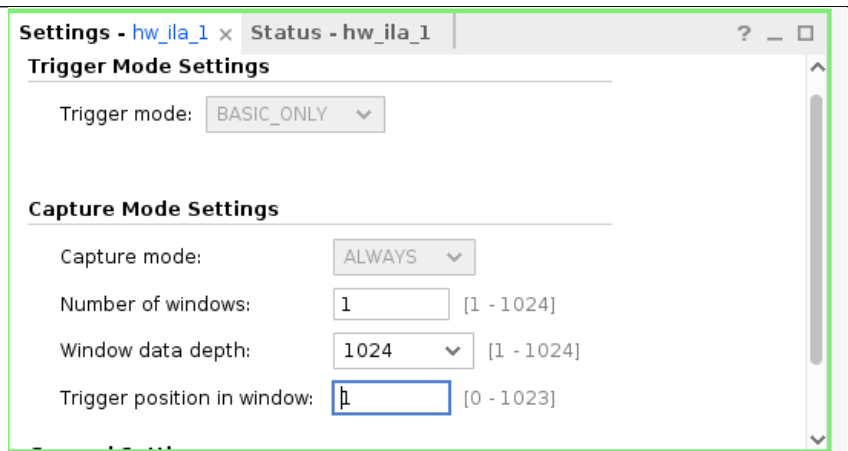 Settings - hw_ila_1 × Status - hw_ila_1 ? _ □
Trigger Mode Settings
Trigger mode: BASIC_ONLY
Capture Mode Settings
Capture mode: ALWAYS
Number of windows: 1 [1 - 1024]
Window data depth: 1024 [1 - 1024]
Trigger position in window: 1 [0 - 1023]